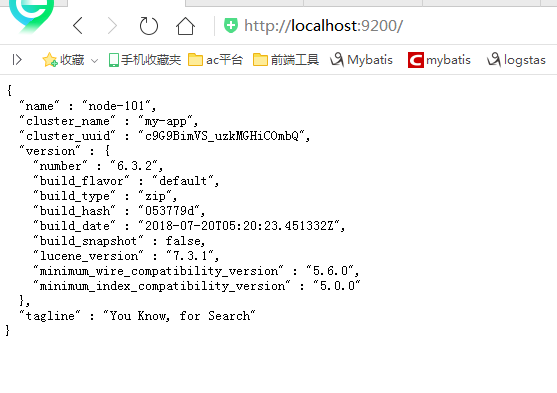 http://localhost:9200/
收藏 手机收藏夹 ac平台 前端工具 Mybatis mybatis logstas
{
"name" : "node-101",
"cluster_name" : "my-app",
"cluster_uuid" : "c9G9BimVS_uzkMGHiCOmbQ",
"version" : {
"number" : "6.3.2",
"build_flavor" : "default",
"build_type" : "zip",
"build_hash" : "053779d",
"build_date" : "2018-07-20T05:20:23.451332Z",
"build_snapshot" : false,
"lucene_version" : "7.3.1",
"minimum_wire_compatibility_version" : "5.6.0",
"minimum_index_compatibility_version" : "5.0.0"
},
"tagline" : "You Know, for Search"
}